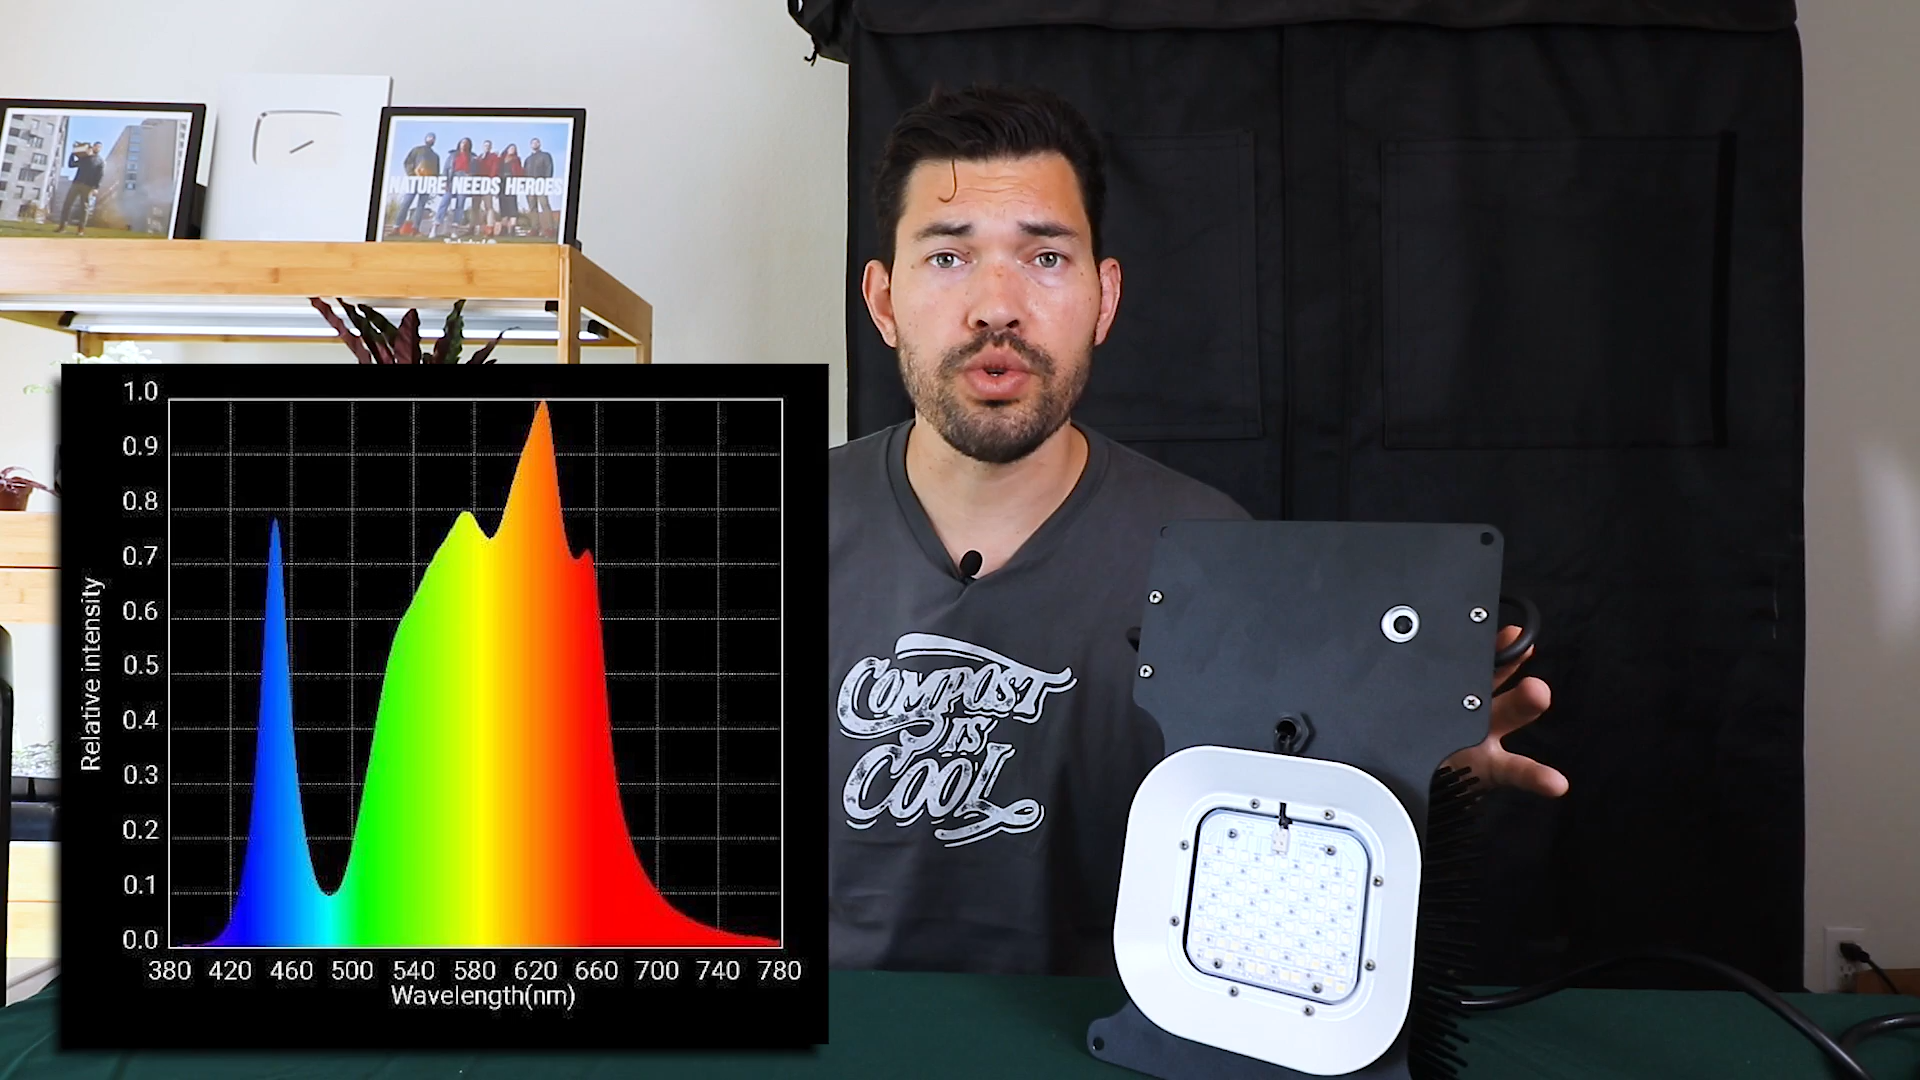 NATURE NEEDS HEROES
1.0
0.9
0.8
0.7
0.6
0.5
0.4
0.3
0.2
0.1
0.0
Relative intensity
380 420 460 500 540 580 620 660 700 740 780
Wavelength(nm)
COMPOST
IS
COOL